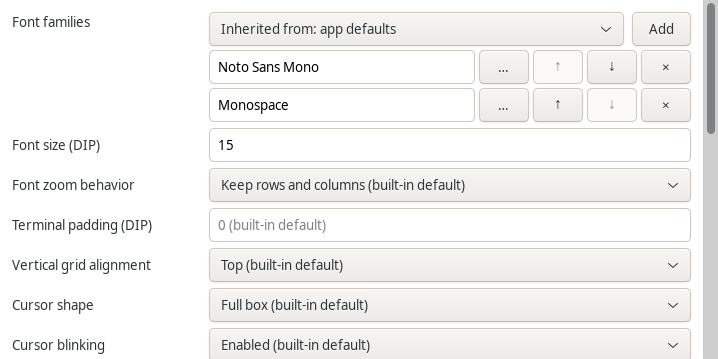 Font families Inherited from: app defaults Add
Noto Sans Mono ... ↑ ↓ ×
Monospace ... ↑ ↓ ×
Font size (DIP) 15
Font zoom behavior Keep rows and columns (built-in default)
Terminal padding (DIP) 0 (built-in default)
Vertical grid alignment Top (built-in default)
Cursor shape Full box (built-in default)
Cursor blinking Enabled (built-in default)